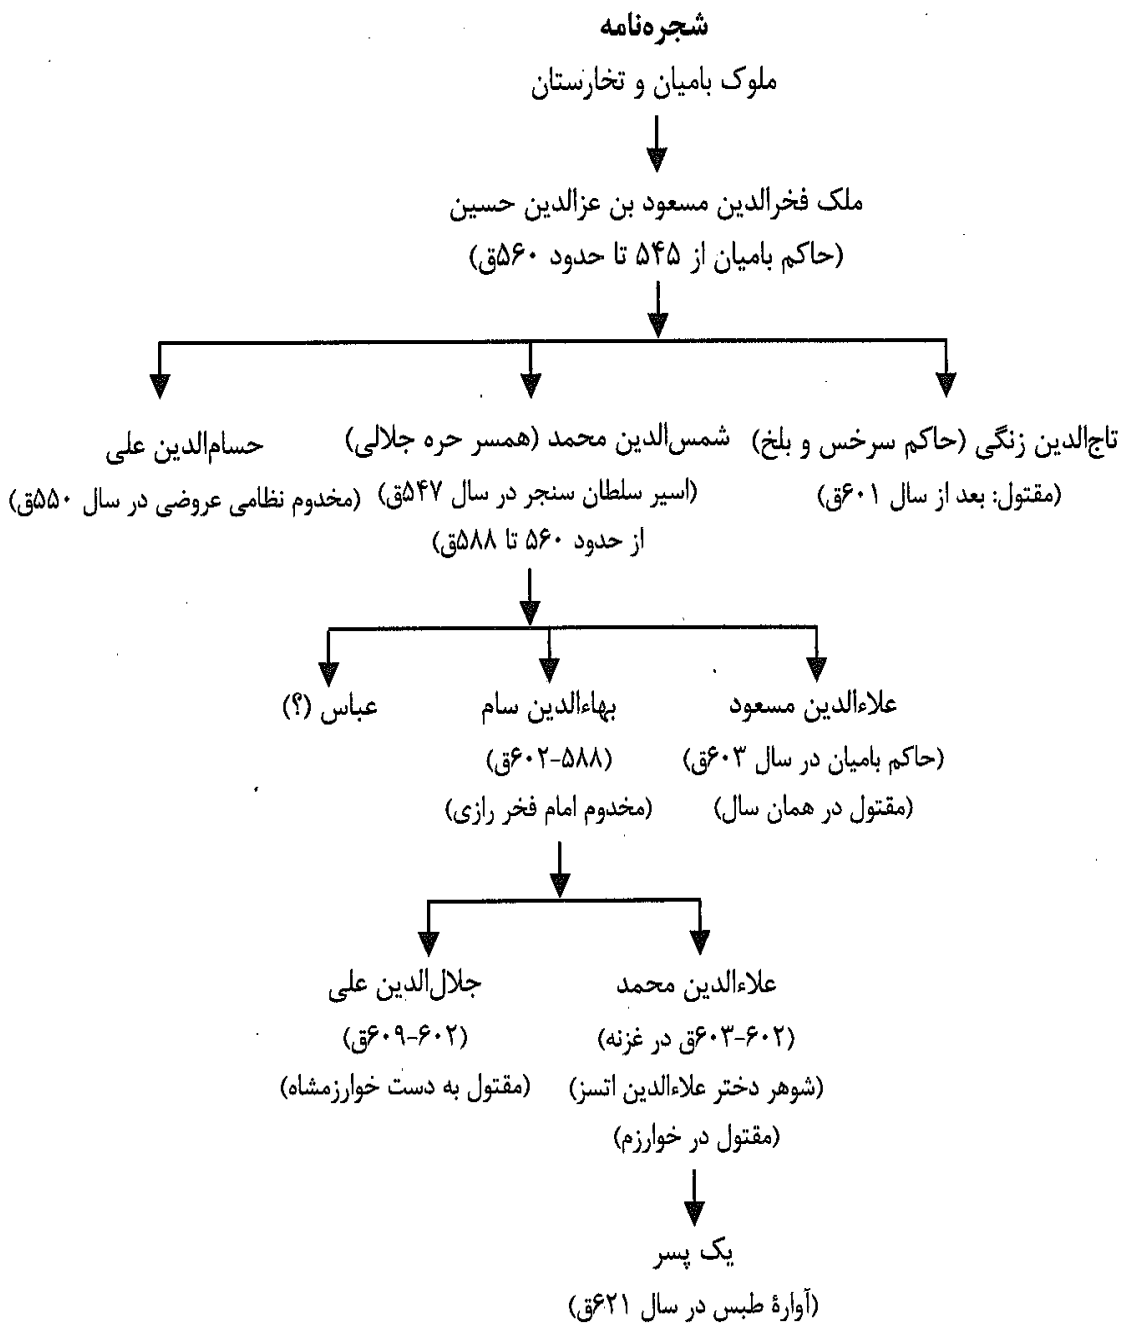 شجره‌نامه
ملوک بامیان و تخارستان
ملک فخرالدین مسعود بن عزالدین حسین
(حاکم بامیان از ۵۴۵ تا حدود ۵۶۰ق)
تاج‌الدین زنگی (حاکم سرخس و بلخ)
(مقتول: بعد از سال ۶۰۱ق)
شمس‌الدین محمد (همسر حره جلالی)
(اسیر سلطان سنجر در سال ۵۴۷ق)
از حدود ۵۶۰ تا ۵۸۸ق)
حسام‌الدین علی
(مخدوم نظامی عروضی در سال ۵۵۰ق)
علاءالدین مسعود
(حاکم بامیان در سال ۶۰۳ق)
(مقتول در همان سال)
بهاءالدین سام
(۵۸۸-۶۰۲ق)
(مخدوم امام فخر رازی)
عباس (؟)
علاءالدین محمد
(۶۰۲-۶۰۳ق در غزنه)
(شوهر دختر علاءالدین اتسز)
(مقتول در خوارزم)
جلال‌الدین علی
(۶۰۲-۶۰۹ق)
(مقتول به دست خوارزمشاه)
یک پسر
(آوارهٔ طبس در سال ۶۲۱ق)